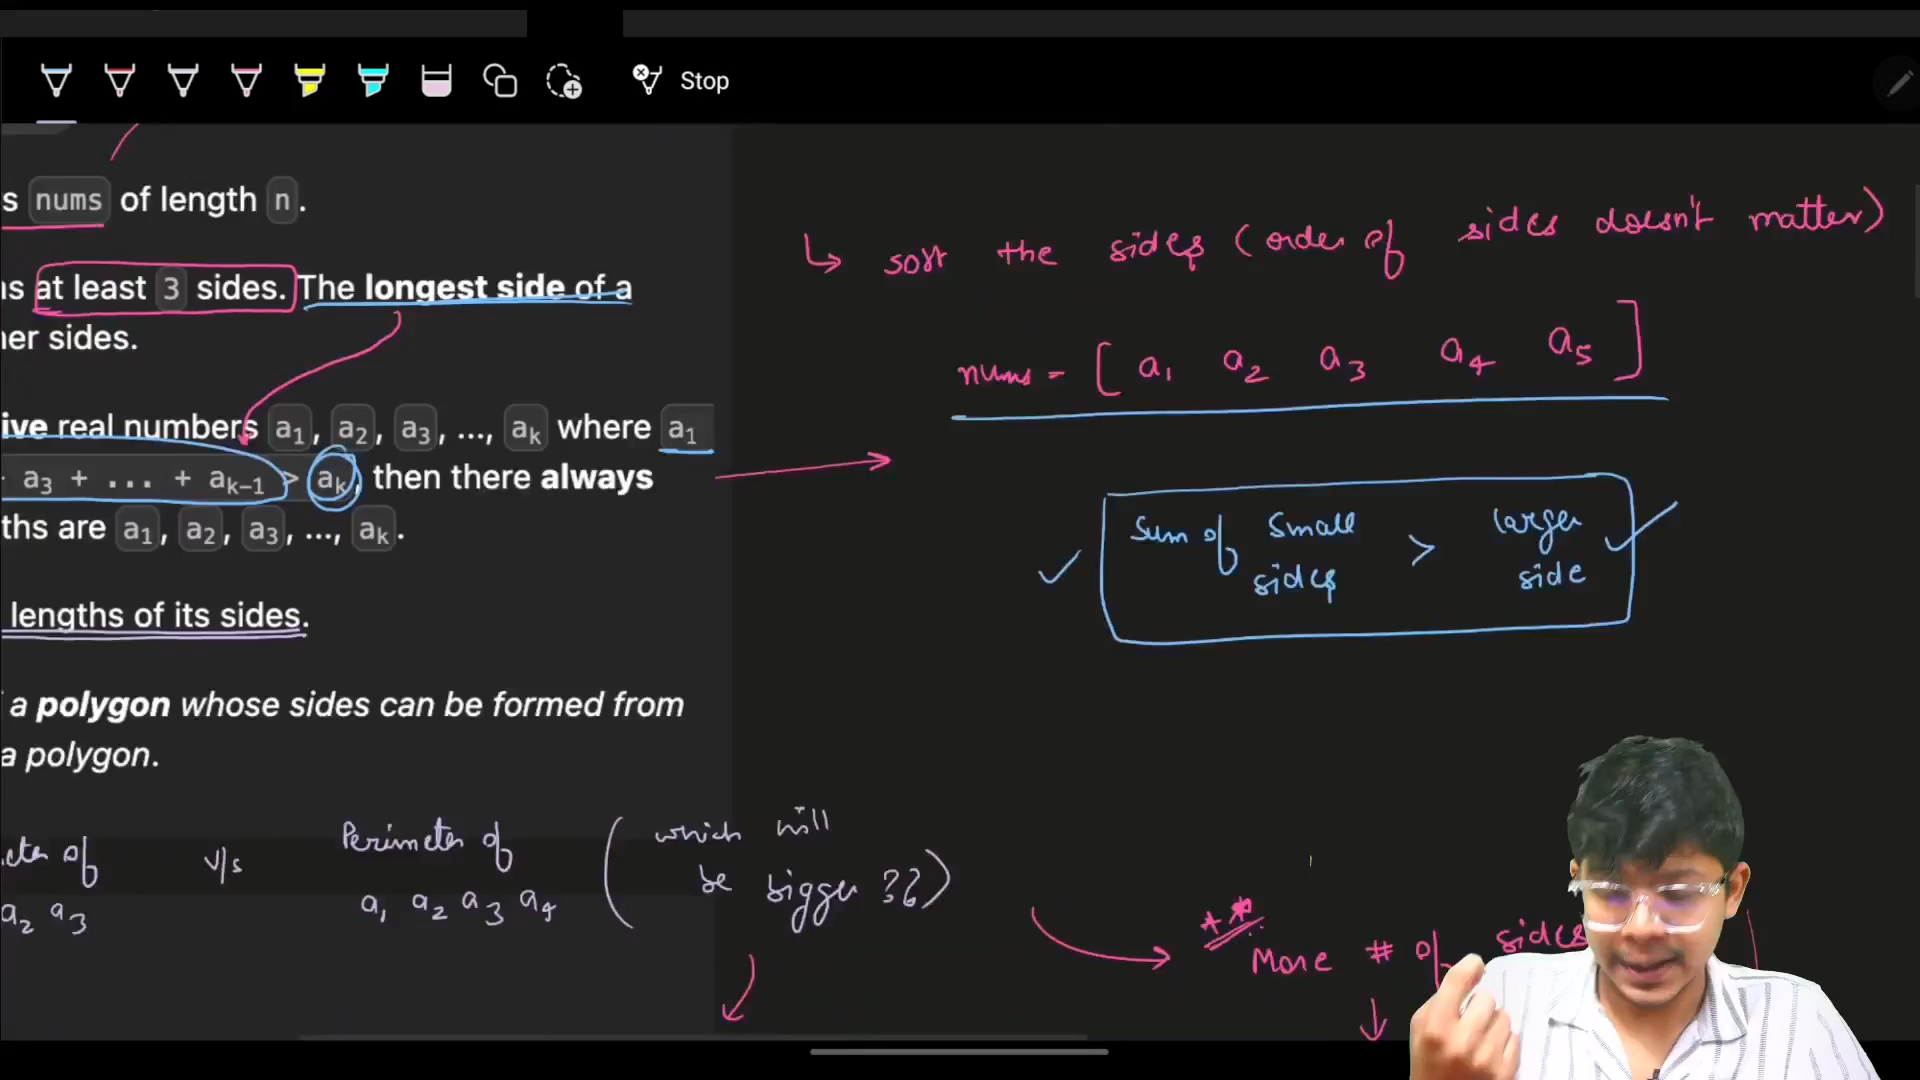 Stop
s nums of length n.
as at least 3 sides. The longest side of a
her sides.
ive real numbers a1, a2, a3, ..., ak where a1
a3 + ... + ak-1 > ak, then there always
ths are a1, a2, a3, ..., ak.
lengths of its sides.
a polygon whose sides can be formed from
a polygon.
eter of v/s Perimeter of (which will
a2 a3 a1 a2 a3 a4 be bigger ??)
sort the sides (order of sides doesn't matter)
nums = [ a1 a2 a3 a4 a5 ]
Sum of small > larger
sides side
** More # of sides